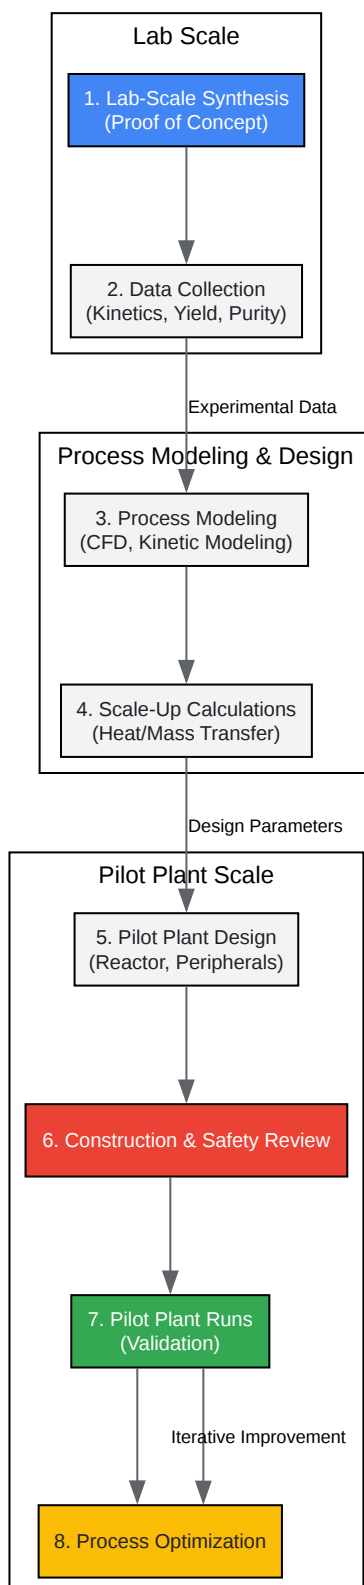 Lab Scale
1. Lab-Scale Synthesis
(Proof of Concept)
2. Data Collection
(Kinetics, Yield, Purity)
Experimental Data
Process Modeling & Design
3. Process Modeling
(CFD, Kinetic Modeling)
4. Scale-Up Calculations
(Heat/Mass Transfer)
Design Parameters
Pilot Plant Scale
5. Pilot Plant Design
(Reactor, Peripherals)
6. Construction & Safety Review
7. Pilot Plant Runs
(Validation)
Iterative Improvement
8. Process Optimization